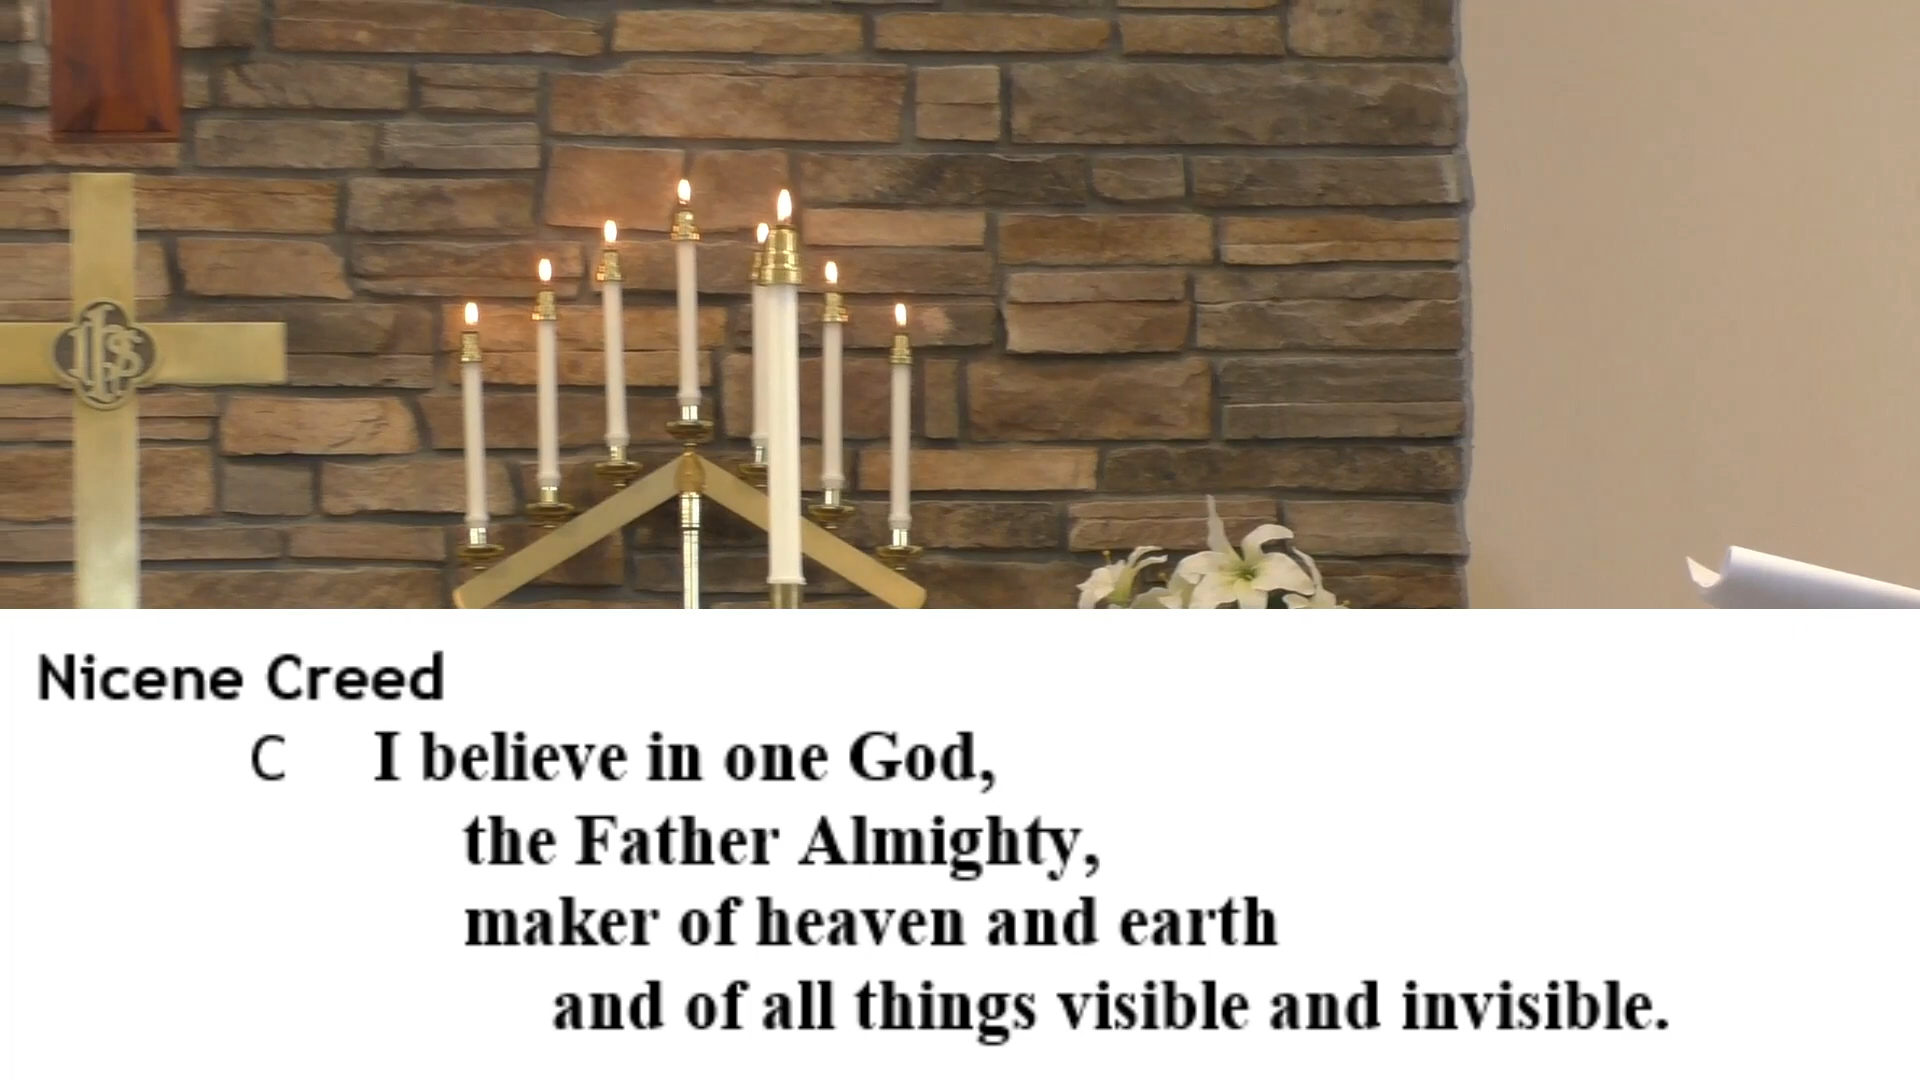 IHS
Nicene Creed
C I believe in one God,
the Father Almighty,
maker of heaven and earth
and of all things visible and invisible.